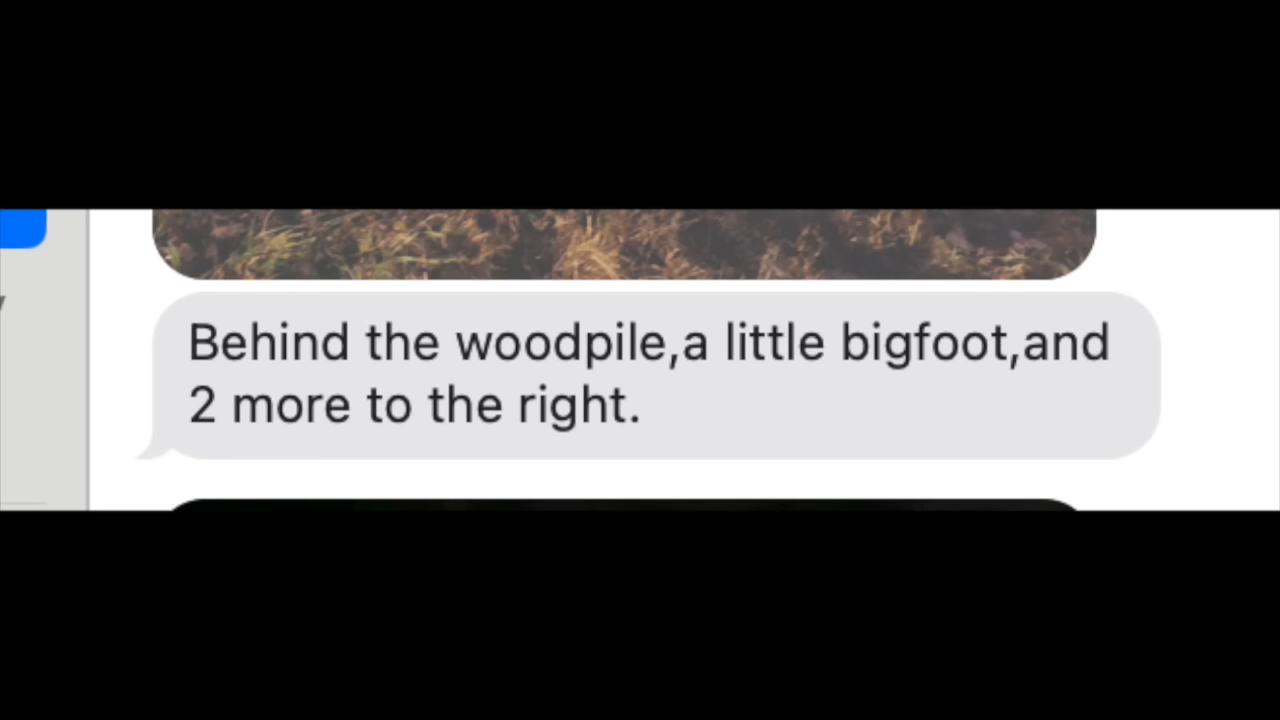 Behind the woodpile,a little bigfoot,and
2 more to the right.